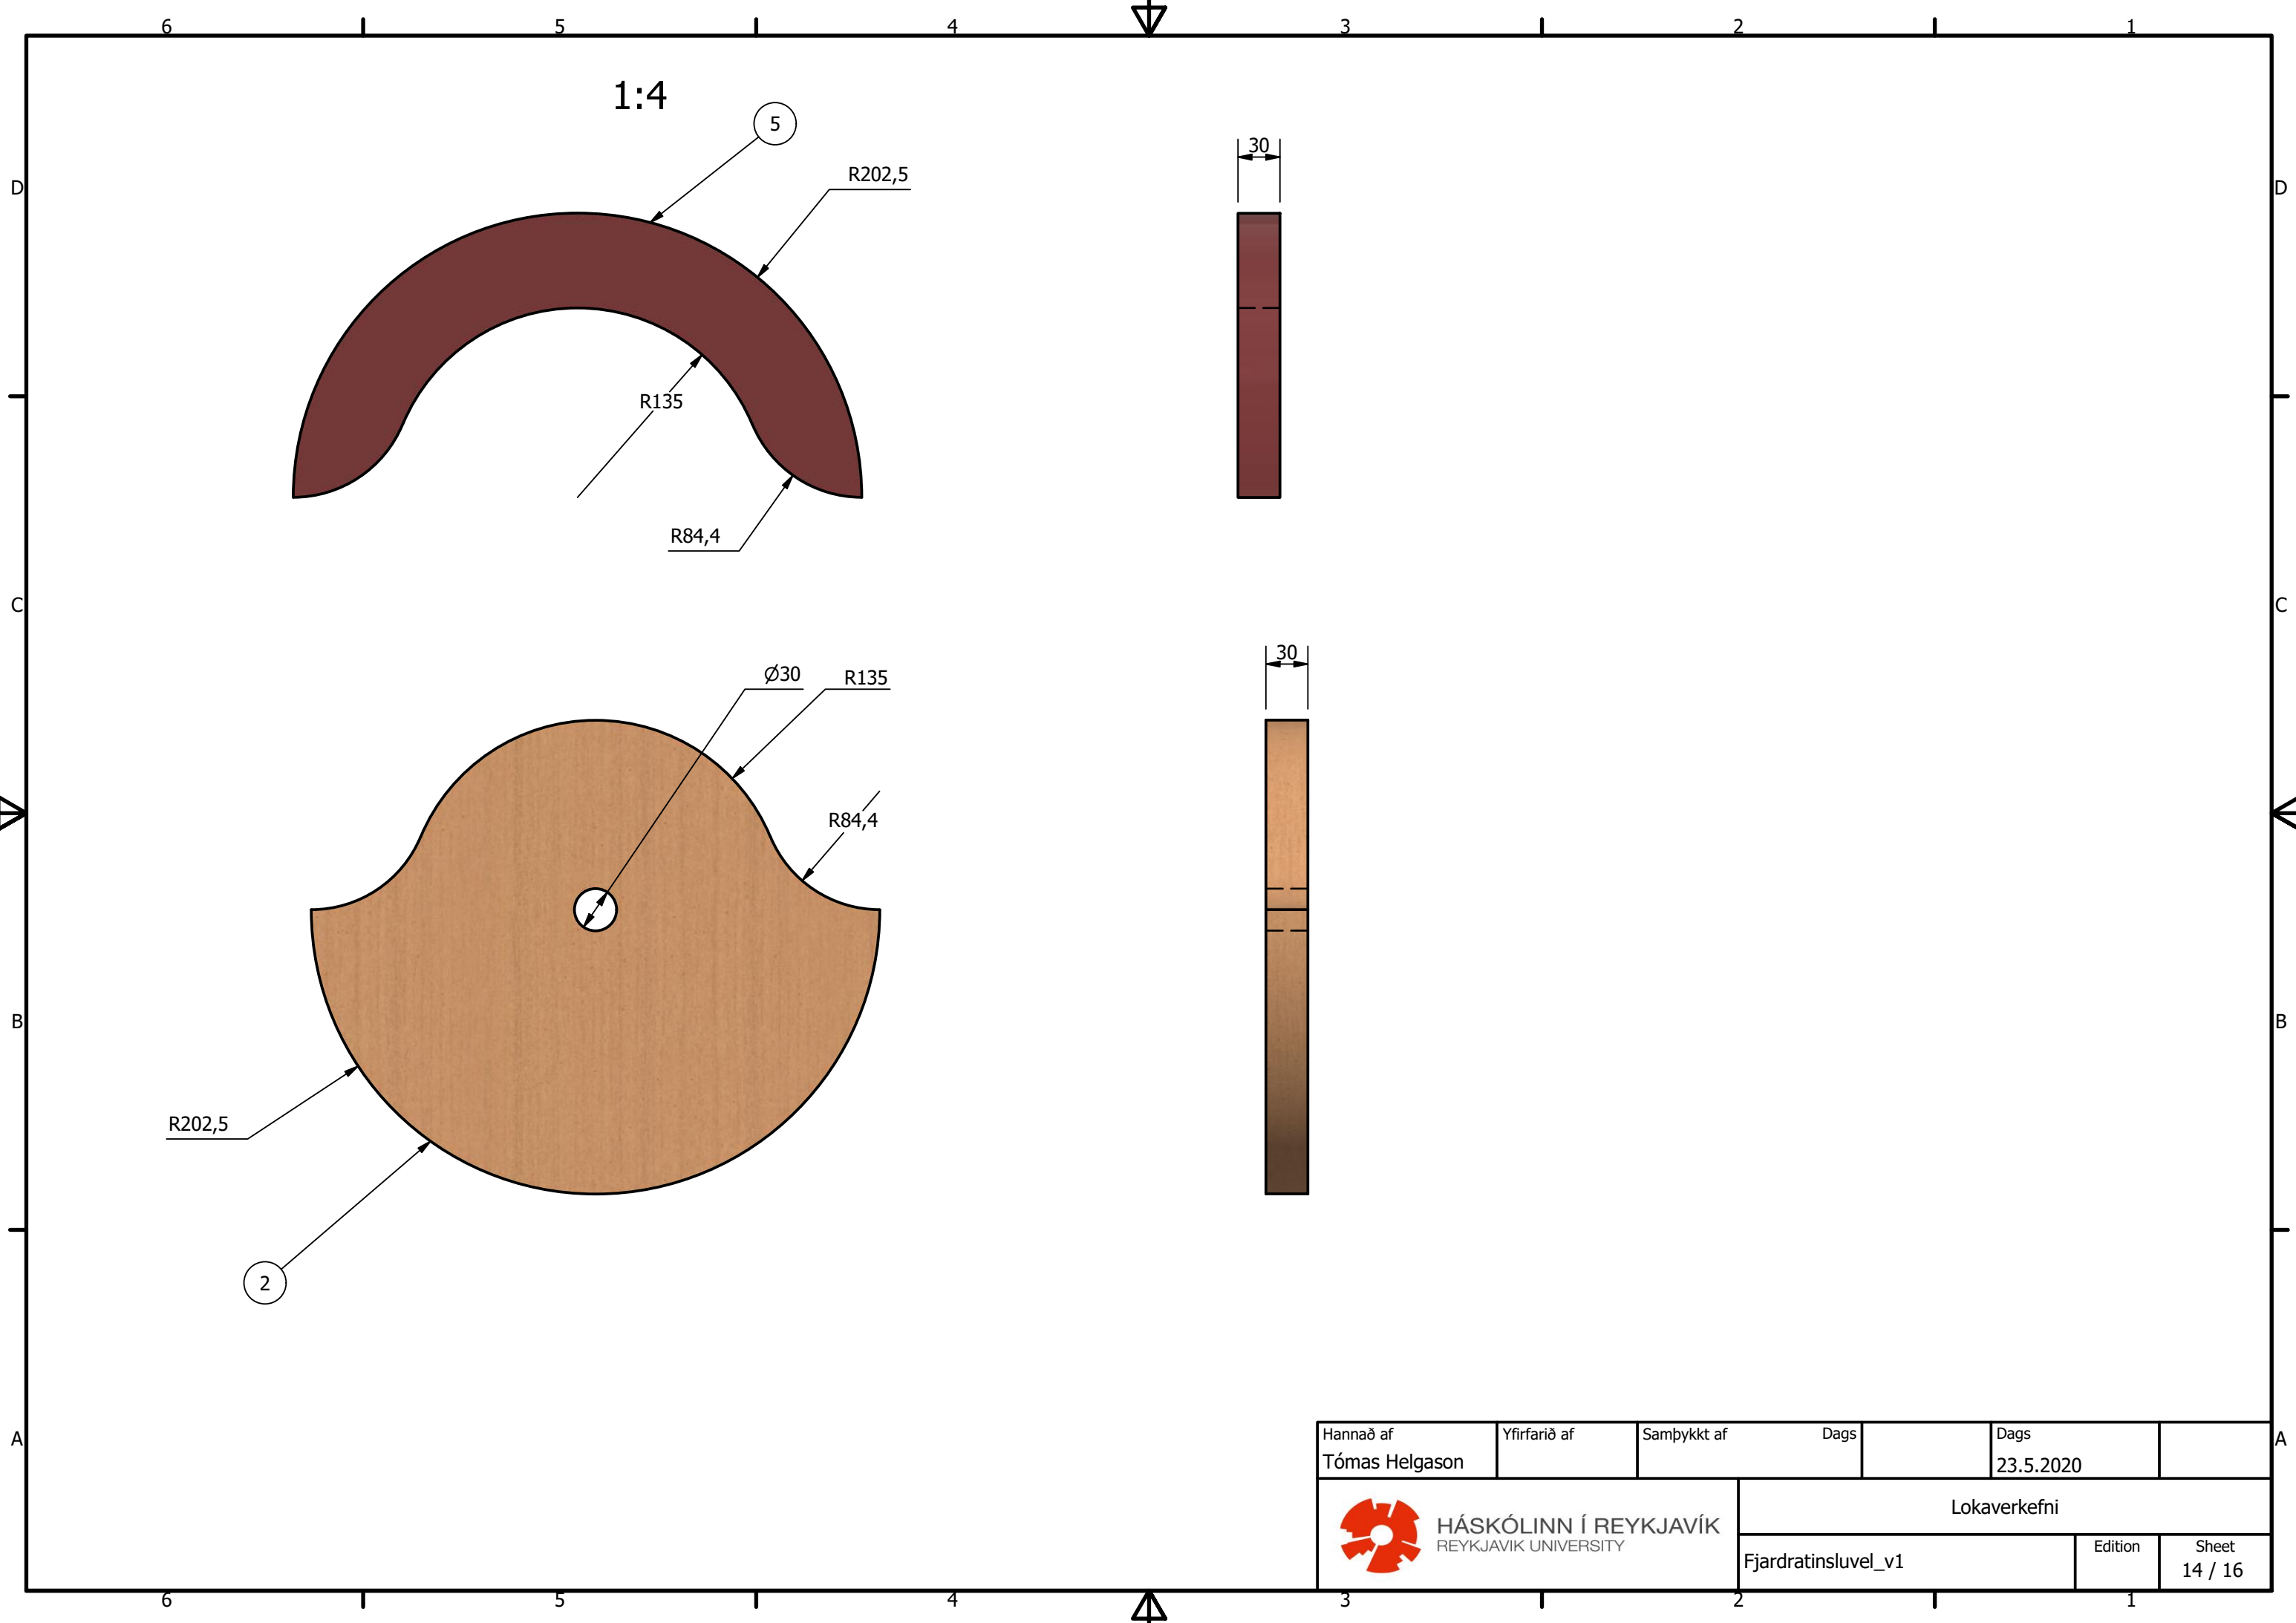 6 5 4 3 2 1
1:4
5
30
R202,5
D D
R135
R84,4
C C
30
Ø30 R135
R84,4
B B
R202,5
2
A A
Hannað af Yfirfarið af Samþykkt af Dags Dags
Tómas Helgason 23.5.2020
Lokaverkefni
HÁSKÓLINN Í REYKJAVÍK
REYKJAVIK UNIVERSITY
Fjardratinsluvel_v1 Edition Sheet
14 / 16
6 5 4 3 2 1